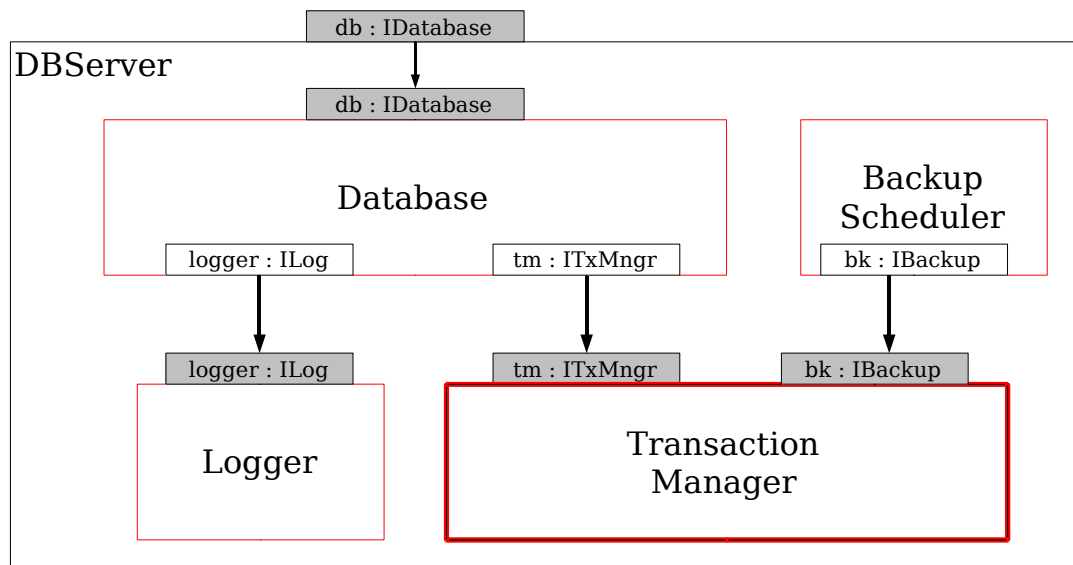 db : IDatabase
DBServer
db : IDatabase
Database
Backup
Scheduler
logger : ILog
tm : ITxMngr
bk : IBackup
logger : ILog
tm : ITxMngr
bk : IBackup
Logger
Transaction
Manager